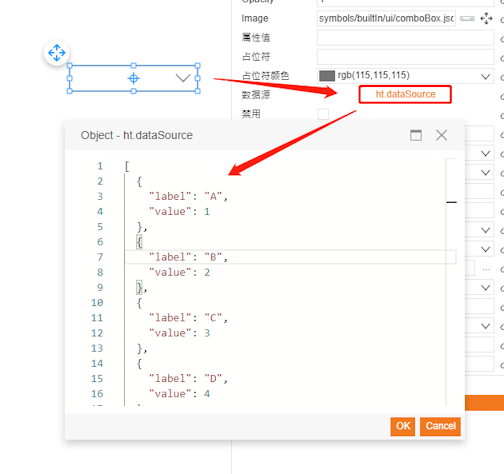 Opacity
Image symbols/builtIn/ui/comboBox.jsc
属性值
占位符
占位符颜色 rgb(115,115,115)
数据源 ht.dataSource
禁用
Object - ht.dataSource
1 [
2 {
3 "label": "A",
4 "value": 1
5 },
6 {
7 "label": "B",
8 "value": 2
9 },
10 {
11 "label": "C",
12 "value": 3
13 },
14 {
15 "label": "D",
16 "value": 4
17 }
OK Cancel